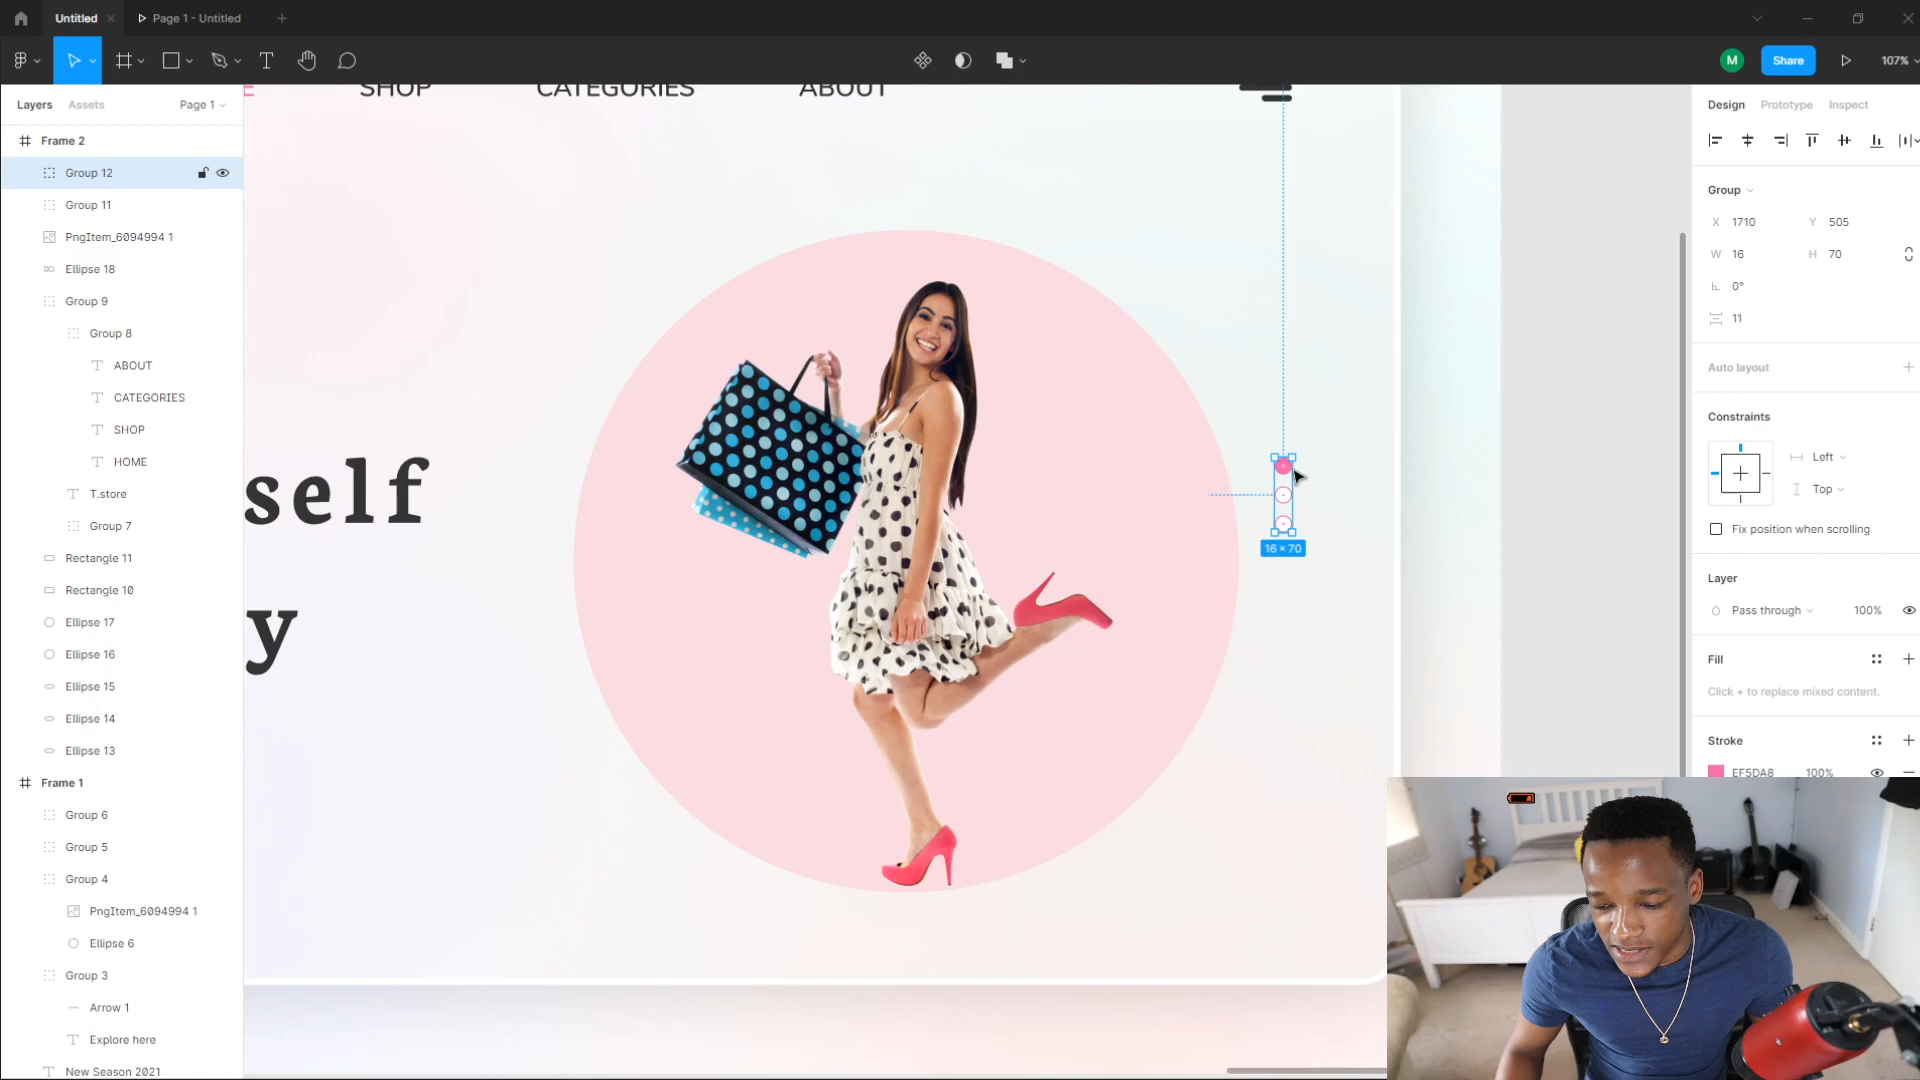 Untitled
Page 1 - Untitled
M
Share
107%
Layers
Assets
Page 1
Frame 2
Group 12
Group 11
PngItem_6094994 1
Ellipse 18
Group 9
Group 8
ABOUT
CATEGORIES
SHOP
HOME
T.store
Group 7
Rectangle 11
Rectangle 10
Ellipse 17
Ellipse 16
Ellipse 15
Ellipse 14
Ellipse 13
Frame 1
Group 6
Group 5
Group 4
PngItem_6094994 1
Ellipse 6
Group 3
Arrow 1
Explore here
New Season 2021
E
SHOP
CATEGORIES
ABOUT
self
y
16 × 70
Design
Prototype
Inspect
Group
X 1710
Y 505
W 16
H 70
0°
11
Auto layout
Constraints
Left
Top
Fix position when scrolling
Layer
Pass through
100%
Fill
Click + to replace mixed content.
Stroke
EF5DA8
100%